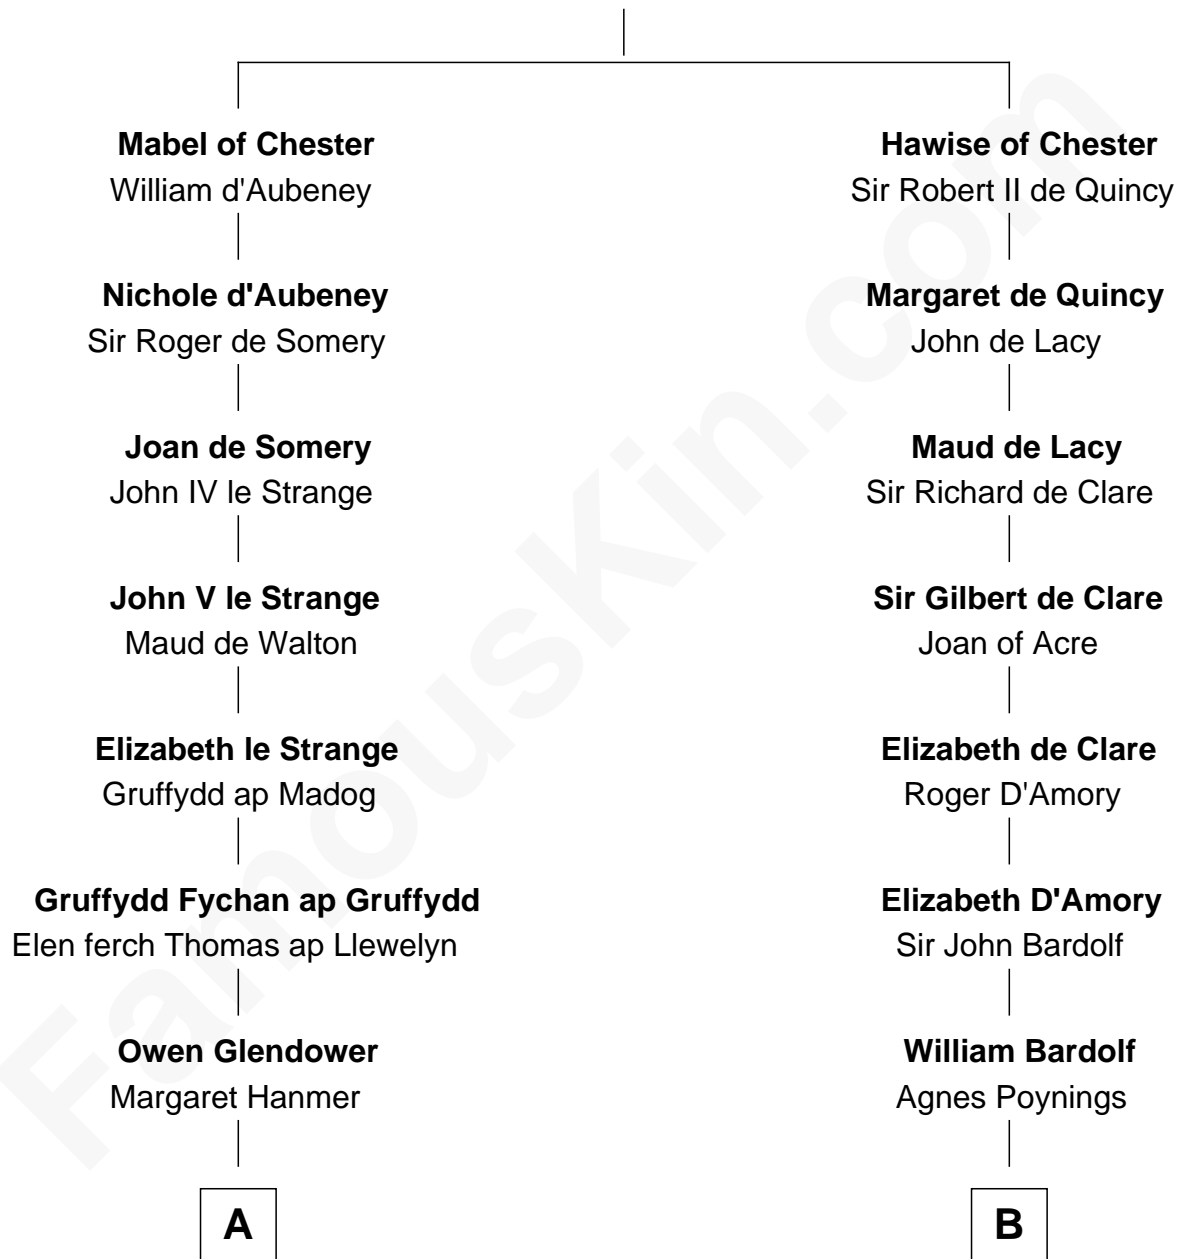 Mabel of Chester
William d'Aubeney
Hawise of Chester
Sir Robert II de Quincy
Nichole d'Aubeney
Sir Roger de Somery
Margaret de Quincy
John de Lacy
Joan de Somery
John IV le Strange
Maud de Lacy
Sir Richard de Clare
John V le Strange
Maud de Walton
Sir Gilbert de Clare
Joan of Acre
Elizabeth le Strange
Gruffydd ap Madog
Elizabeth de Clare
Roger D'Amory
Gruffydd Fychan ap Gruffydd
Elen ferch Thomas ap Llewelyn
Elizabeth D'Amory
Sir John Bardolf
Owen Glendower
Margaret Hanmer
William Bardolf
Agnes Poynings
A
B
FamousKin.com